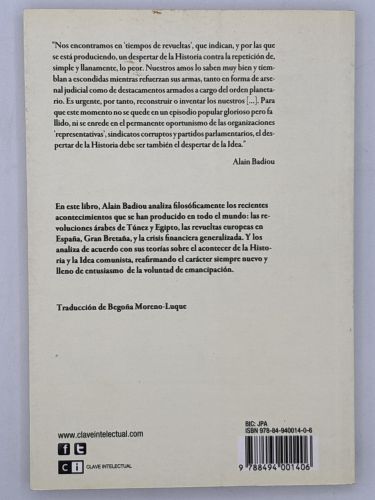 "Nos encontramos en 'tiempos de revueltas', que indican, y por las que
se está produciendo, un despertar de la Historia contra la repetición de,
simple y llanamente, lo peor. Nuestros amos lo saben muy bien y tiem-
blan a escondidas mientras refuerzan sus armas, tanto en forma de arse-
nal judicial como de destacamentos armados a cargo del orden planeta-
rio. Es urgente, por tanto, reconstruir o inventar los nuestros [...]. Para
que este momento no se quede en un episodio popular glorioso pero fa-
llido, ni se enrede en el permanente oportunismo de las organizaciones
'representativas', sindicatos corruptos y partidos parlamentarios, el des-
pertar de la Historia debe ser también el despertar de la Idea."
Alain Badiou
En este libro, Alain Badiou analiza filosóficamente los recientes
acontecimientos que se han producido en todo el mundo: las re-
voluciones árabes de Túnez y Egipto, las revueltas europeas en
España, Gran Bretaña, y la crisis financiera generalizada. Y los
analiza de acuerdo con sus teorías sobre el acontecer de la Histo-
ria y la Idea comunista, reafirmando el carácter siempre nuevo y
lleno de entusiasmo de la voluntad de emancipación.
Traducción de Begoña Moreno-Luque
www.claveintelectual.com
f t
c i CLAVE INTELECTUAL
BIC: JPA
ISBN 978-84-940014-0-6
9 788494 001406